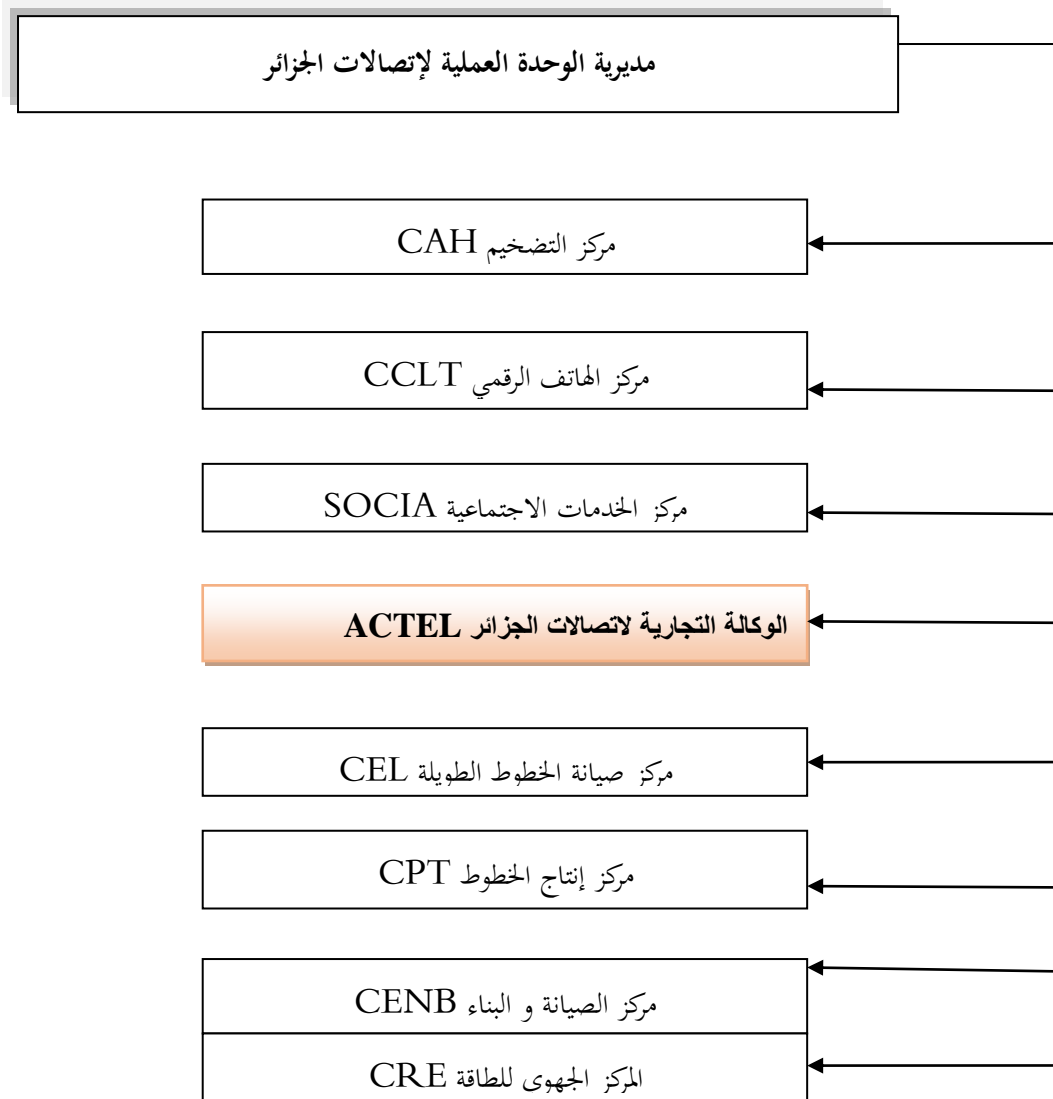 مديرية الوحدة العملية لإتصالات الجزائر
مركز التضخيم CAH
مركز الهاتف الرقمي CCLT
مركز الخدمات الاجتماعية SOCIA
الوكالة التجارية لاتصالات الجزائر ACTEL
مركز صيانة الخطوط الطويلة CEL
مركز إنتاج الخطوط CPT
مركز الصيانة و البناء CENB
المركز الجهوى للطاقة CRE